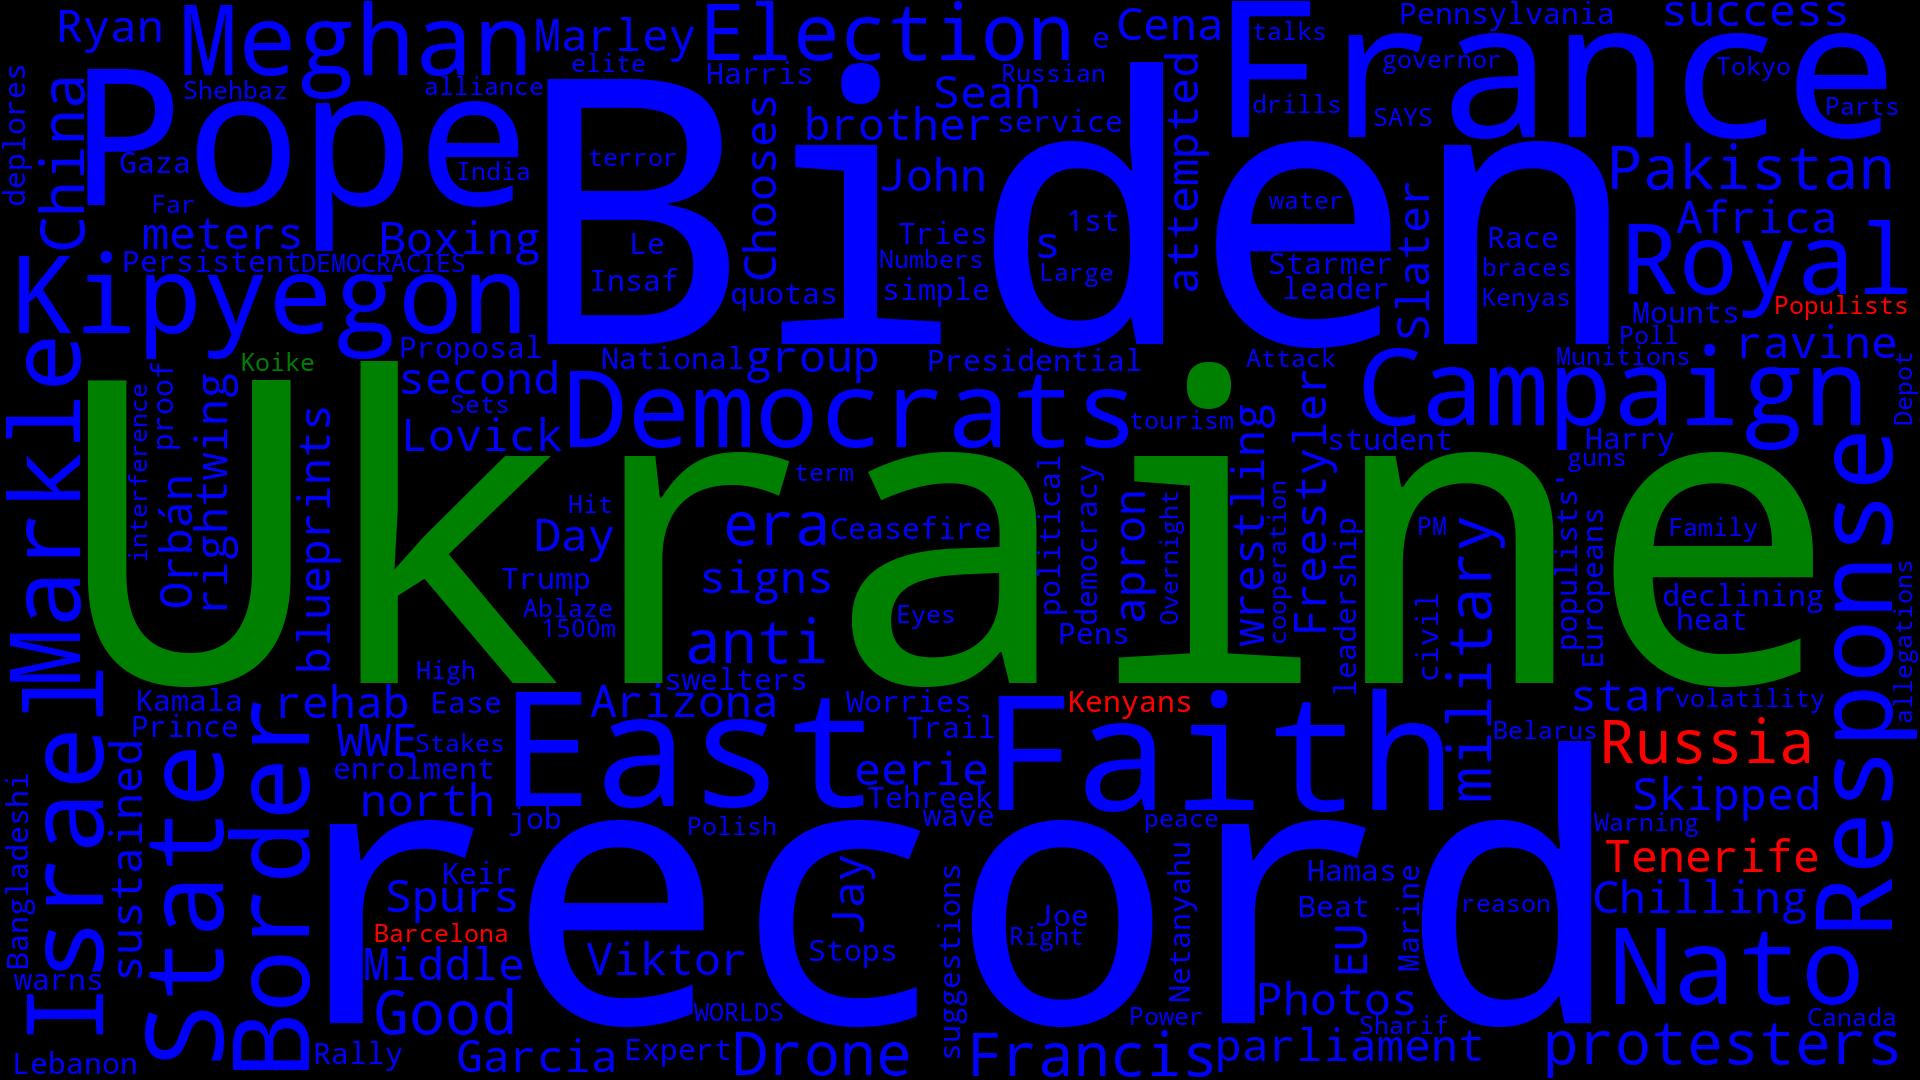 Ryan
Meghan
Marley
Election
e
Cena
France
talks
Pennsylvania
success
elite
Harris
Russian
governor
Tokyo
deplores
China
Pope
Shehbaz
alliance
Biden
Sean
drills
SAYS
Parts
brother
service
attempted
Gaza
India
terror
Chooses
John
Pakistan
Far
water
Slater
Africa
meters
Boxing
Le
Tries
s
1st
Race
Royal
Persistent
DEMOCRACIES
Numbers
Starmer
braces
Kipyegon
Insaf
quotas
simple
Large
leader
Kenyas
Populists
Mounts
Proposal
National
group
Presidential
Attack
Poll
Munitions
ravine
Koike
second
Democrats
Campaign
Depot
Markle
Ukraine
interference
proof
Orbán
rightwing
blueprints
Sets
Lovick
tourism
wrestling
Freestyler
student
Harry
guns
term
Hit
Day
era
Ceasefire
political
democracy
apron
Overnight
cooperation
leadership
PM
military
populists'
Europeans
Family
Response
Trump
signs
Ablaze
1500m
Eyes
civil
declining
heat
allegations
anti
Pens
High
swelters
Israel
Kamala
Prince
rehab
Ease
Arizona
Worries
Kenyans
star
volatility
East
Trail
Faith
Belarus
Russia
State
Border
WWE
Stakes
enrolment
eerie
Bangladeshi
sustained
north
Tehreek
Skipped
job
Polish
wave
peace
record
Warning
Tenerife
Keir
Spurs
Jay
suggestions
Netanyahu
Hamas
Marine
reason
Chilling
Barcelona
Joe
Right
Beat
EU
Nato
Middle
Viktor
Stops
warns
Good
WORLDS
Power
Photos
Sharif
Canada
Lebanon
Rally
Garcia
Expert
Drone
Francis
parliament
protesters